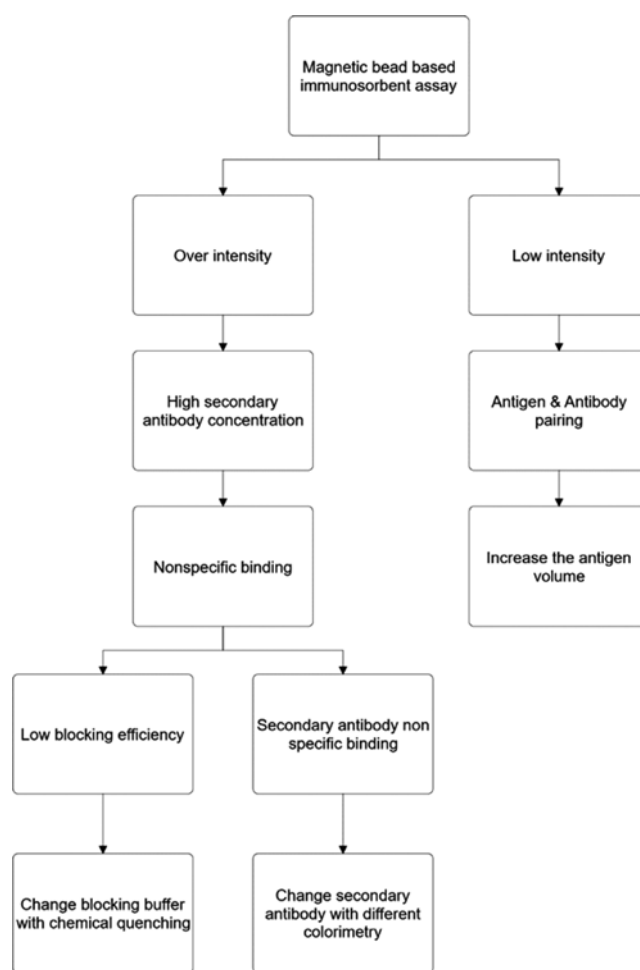 Magnetic bead based
immunosorbent assay
Over intensity
Low intensity
High secondary
antibody concentration
Antigen & Antibody
pairing
Nonspecific binding
Increase the antigen
volume
Low blocking efficiency
Secondary antibody non
specific binding
Change blocking buffer
with chemical quenching
Change secondary
antibody with different
colorimetry